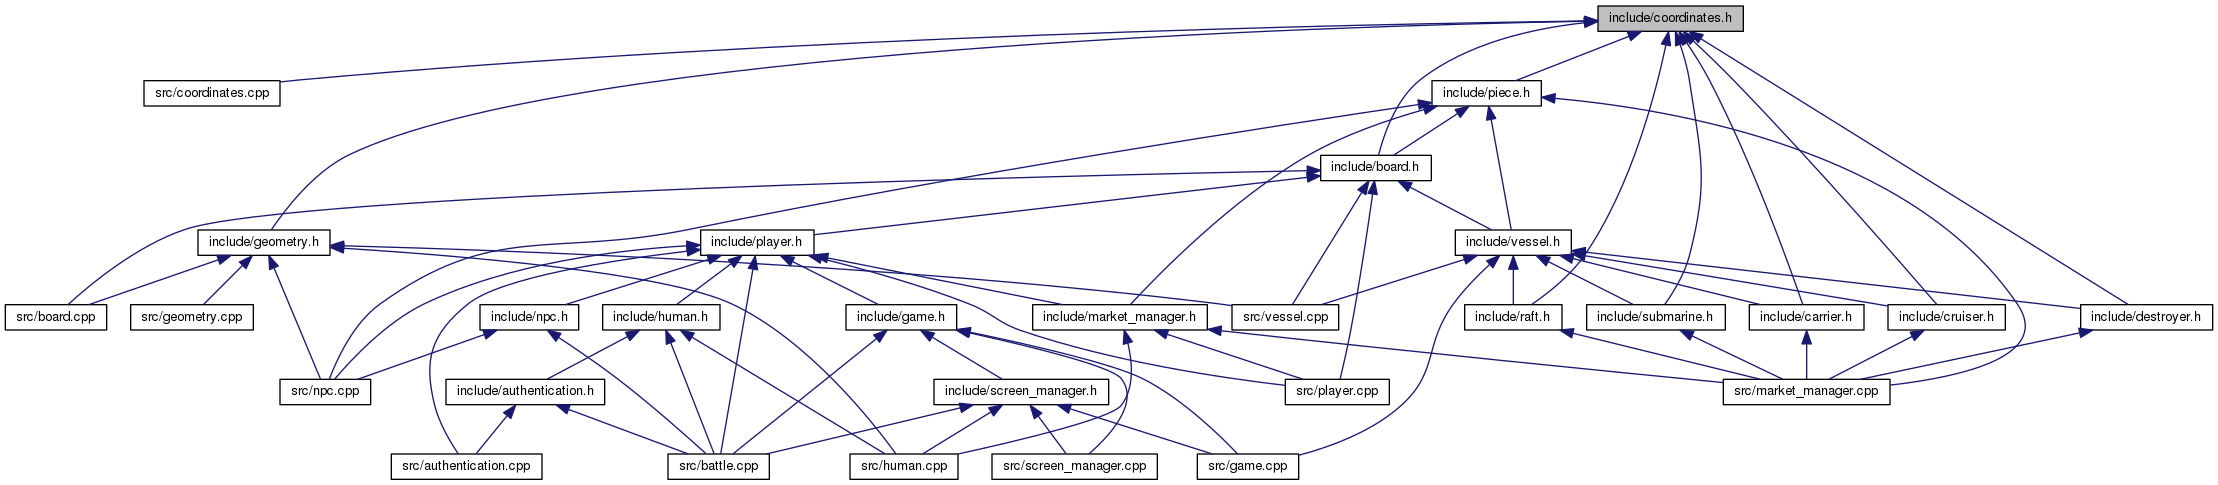 include/coordinates.h
src/coordinates.cpp
include/piece.h
include/board.h
include/geometry.h
include/player.h
include/vessel.h
src/board.cpp
src/geometry.cpp
include/npc.h
include/human.h
include/game.h
include/market_manager.h
src/vessel.cpp
include/raft.h
include/submarine.h
include/carrier.h
include/cruiser.h
include/destroyer.h
src/npc.cpp
include/authentication.h
include/screen_manager.h
src/player.cpp
src/market_manager.cpp
src/authentication.cpp
src/battle.cpp
src/human.cpp
src/screen_manager.cpp
src/game.cpp